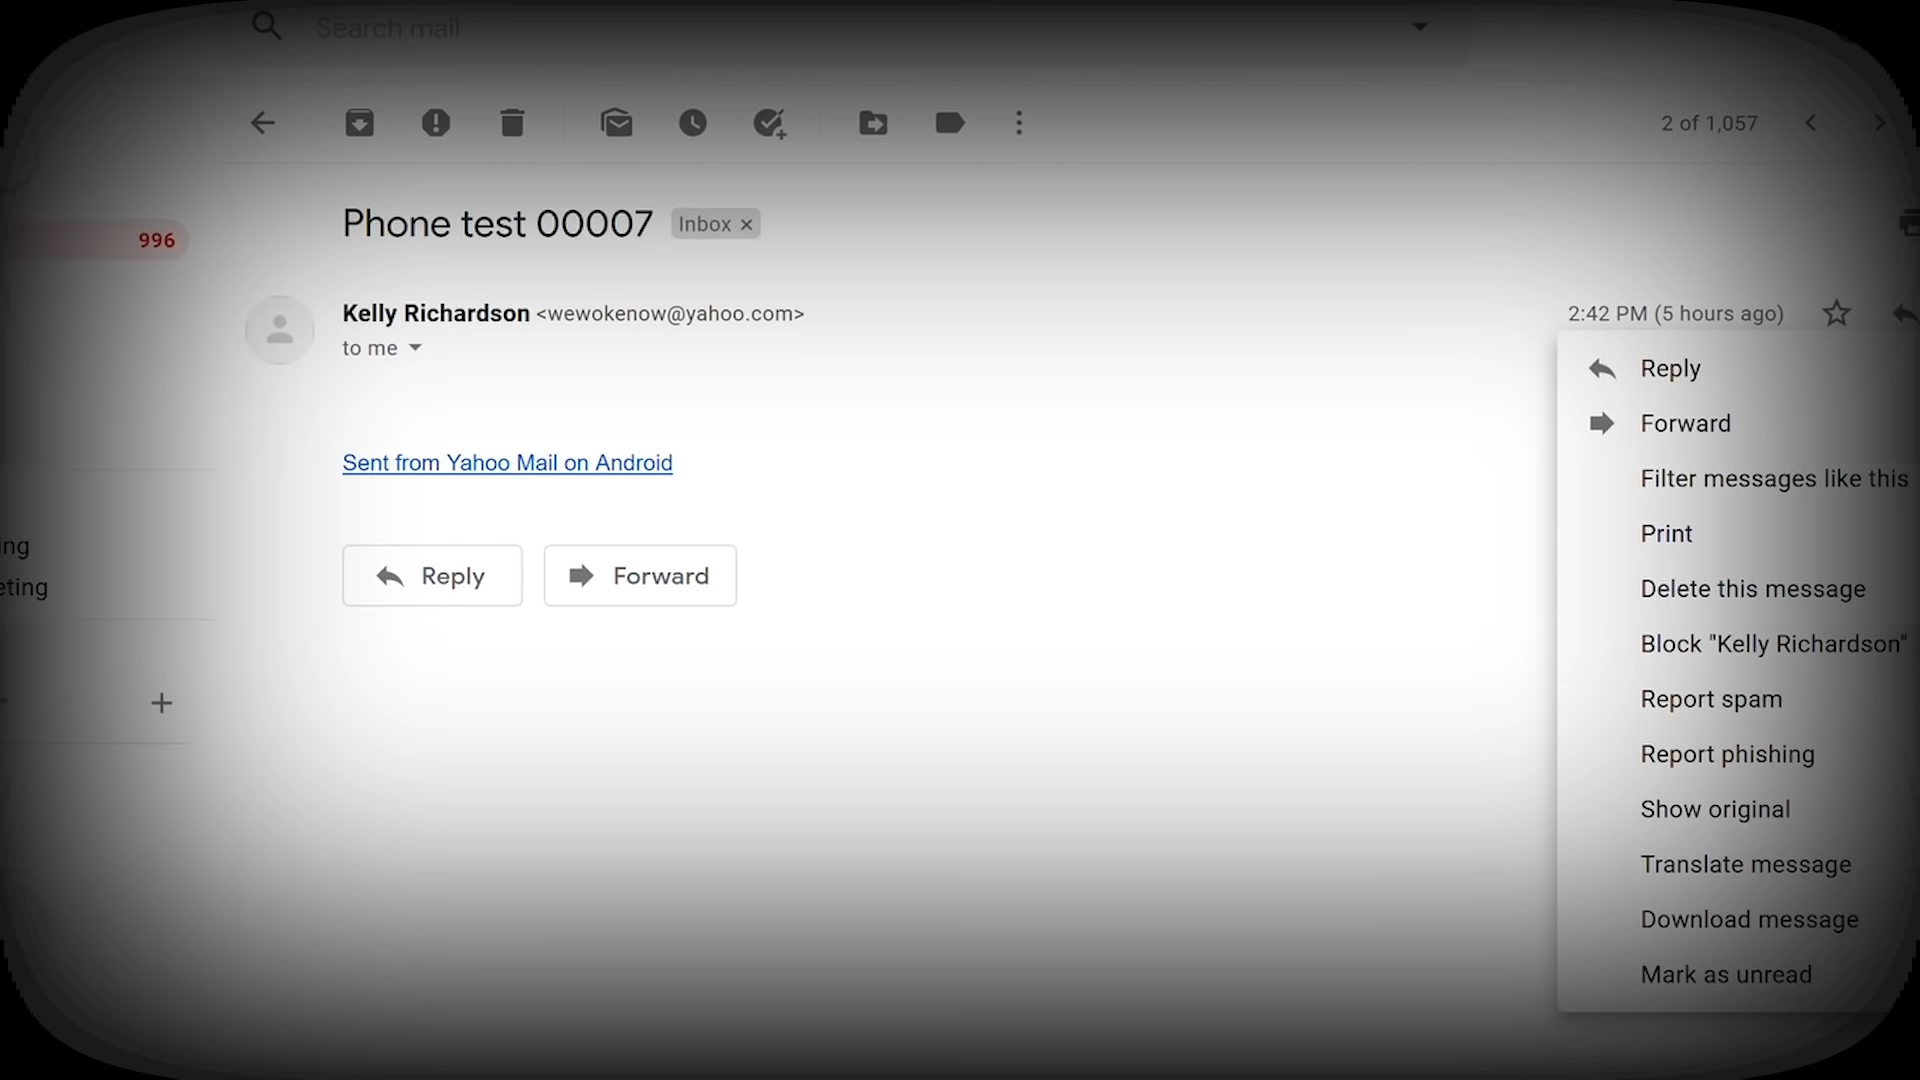 Search mail
2 of 1,057
Phone test 00007 Inbox ×
996
Kelly Richardson <wewokenow@yahoo.com>
2:42 PM (5 hours ago)
to me
Sent from Yahoo Mail on Android
Reply Forward
ing
eting
Reply
Forward
Filter messages like this
Print
Delete this message
Block "Kelly Richardson"
Report spam
Report phishing
Show original
Translate message
Download message
Mark as unread